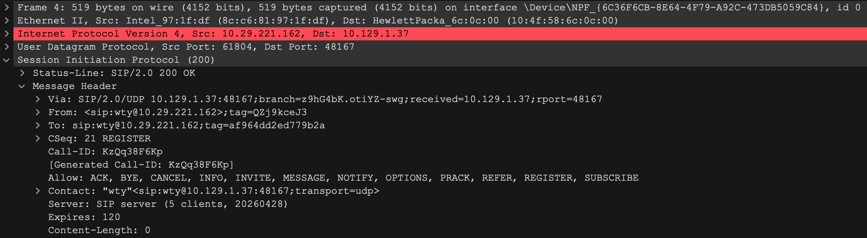 Frame 4: 519 bytes on wire (4152 bits), 519 bytes captured (4152 bits) on interface \Device\NPF_{6C36F6CB-8E64-4F79-A92C-473DB5059C84}, id 0
Ethernet II, Src: Intel_97:1f:df (8c:c6:81:97:1f:df), Dst: HewlettPacka_6c:0c:00 (10:4f:58:6c:0c:00)
Internet Protocol Version 4, Src: 10.29.221.162, Dst: 10.129.1.37
User Datagram Protocol, Src Port: 61804, Dst Port: 48167
Session Initiation Protocol (200)
Status-Line: SIP/2.0 200 OK
Message Header
Via: SIP/2.0/UDP 10.129.1.37:48167;branch=z9hG4bK.otiYZ-swg;received=10.129.1.37;rport=48167
From: <sip:wty@10.29.221.162>;tag=QZj9kceJ3
To: sip:wty@10.29.221.162;tag=af964dd2ed779b2a
CSeq: 21 REGISTER
Call-ID: KzQq38F6Kp
[Generated Call-ID: KzQq38F6Kp]
Allow: ACK, BYE, CANCEL, INFO, INVITE, MESSAGE, NOTIFY, OPTIONS, PRACK, REFER, REGISTER, SUBSCRIBE
Contact: "wty"<sip:wty@10.129.1.37:48167;transport=udp>
Server: SIP server (5 clients, 20260428)
Expires: 120
Content-Length: 0